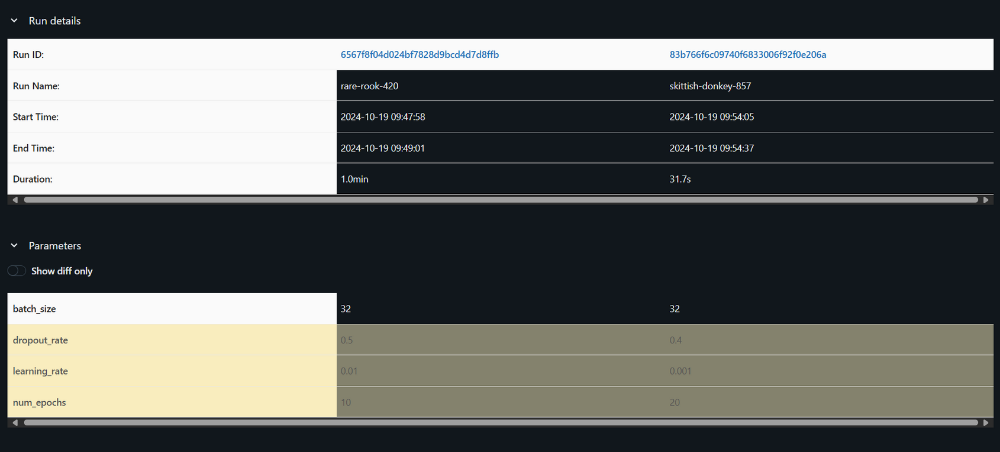 Run details
Run ID: 6567f8f04d024bf7828d9bcd4d7d8ffb 83b766f6c09740f6833006f92f0e206a
Run Name: rare-rook-420 skittish-donkey-857
Start Time: 2024-10-19 09:47:58 2024-10-19 09:54:05
End Time: 2024-10-19 09:49:01 2024-10-19 09:54:37
Duration: 1.0min 31.7s
Parameters
Show diff only
batch_size 32 32
dropout_rate 0.5 0.4
learning_rate 0.01 0.001
num_epochs 10 20